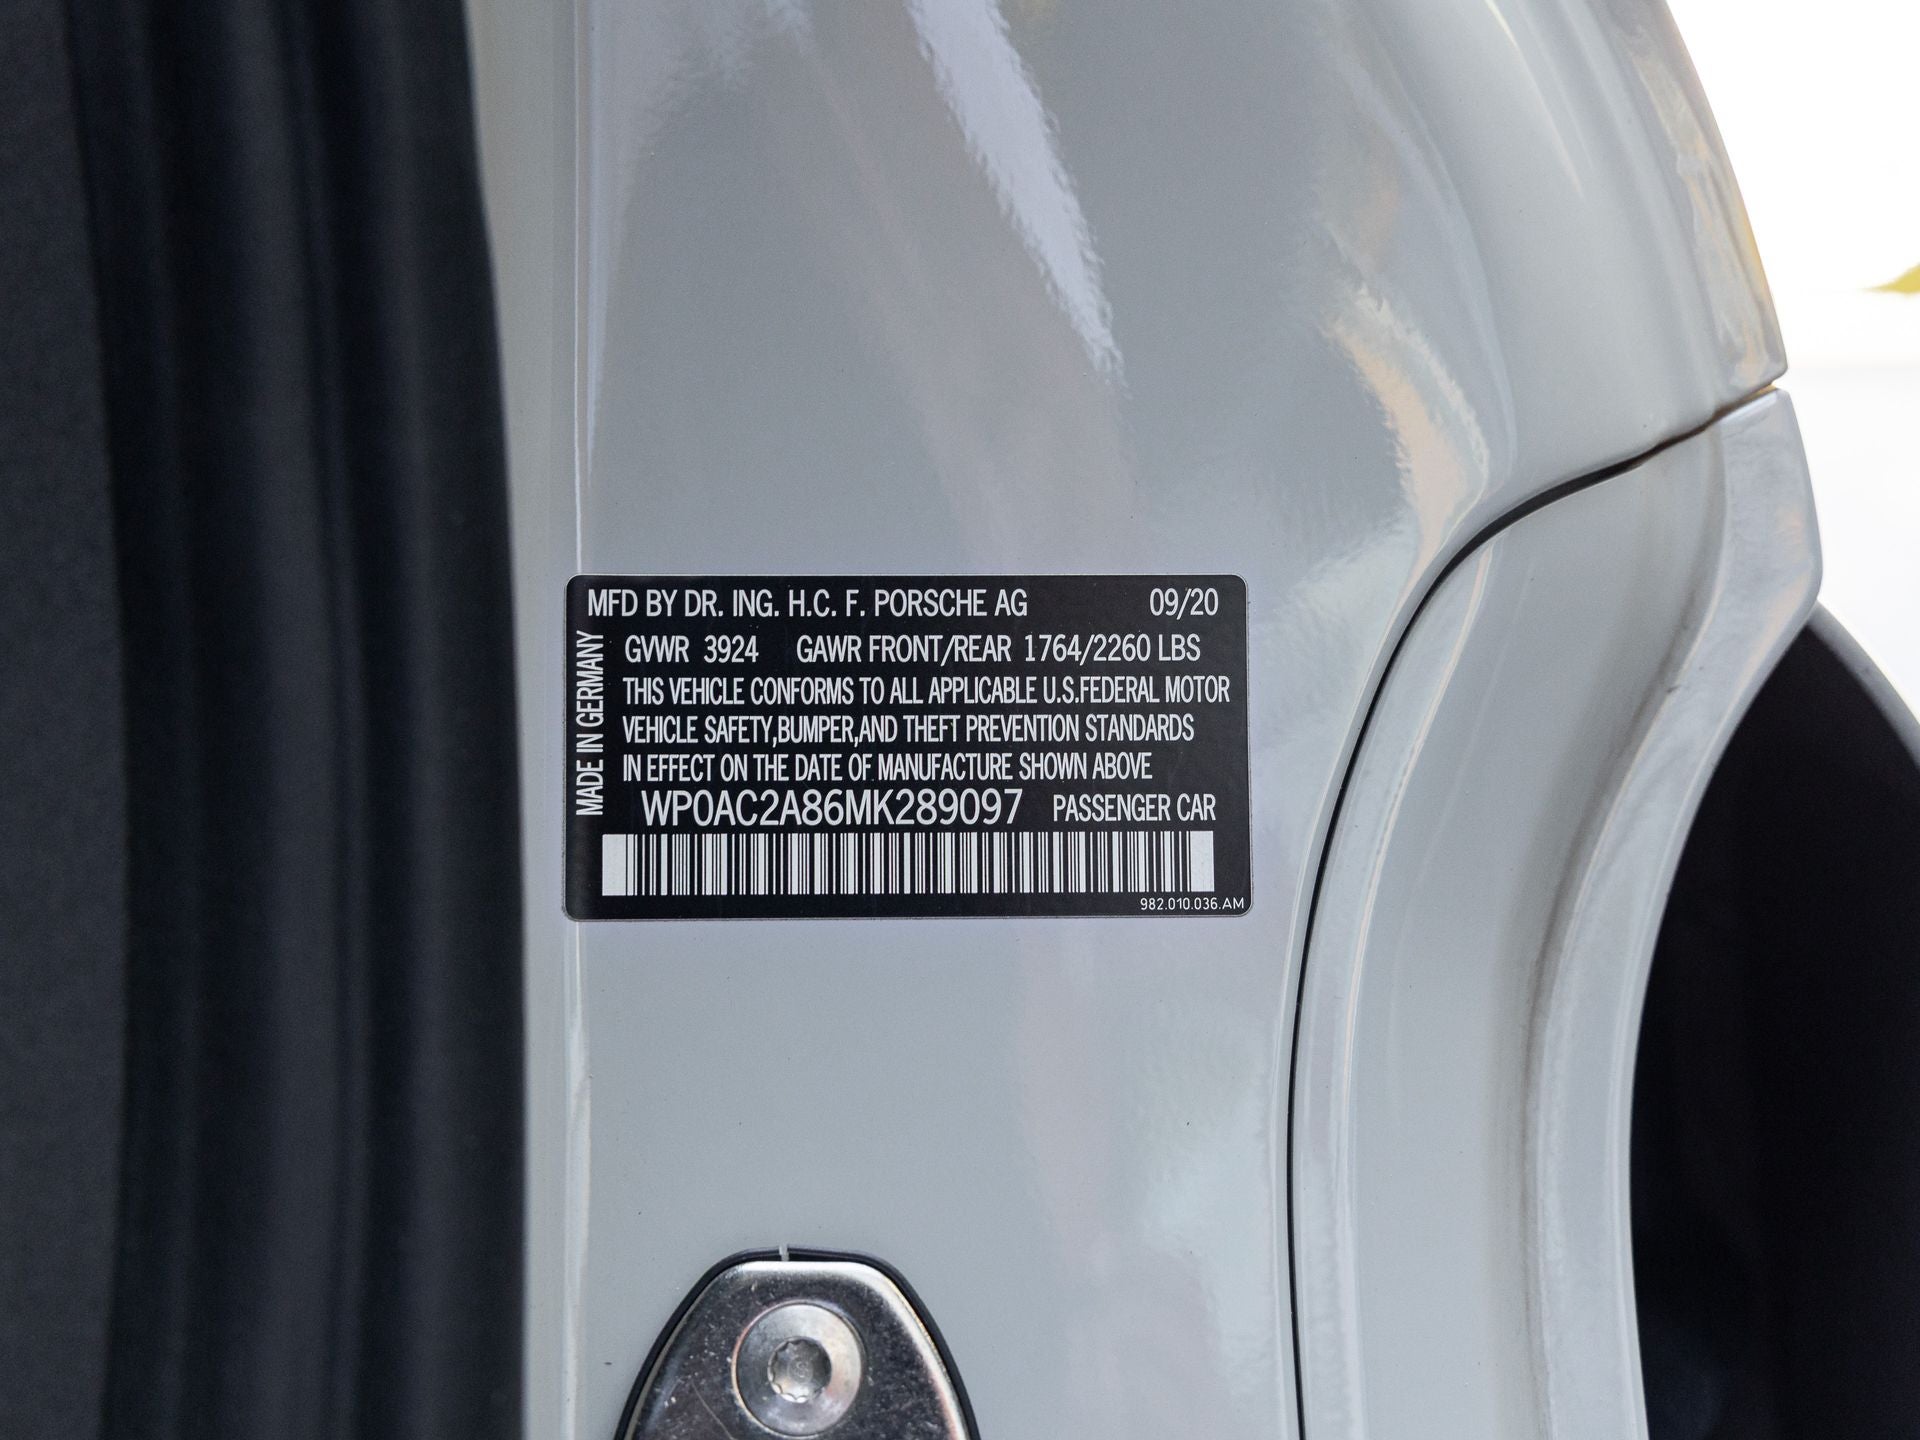 MFD BY DR. ING. H.C. F. PORSCHE AG 09/20
MADE IN GERMANY
GVWR 3924 GAWR FRONT/REAR 1764/2260 LBS
THIS VEHICLE CONFORMS TO ALL APPLICABLE U.S.FEDERAL MOTOR
VEHICLE SAFETY,BUMPER,AND THEFT PREVENTION STANDARDS
IN EFFECT ON THE DATE OF MANUFACTURE SHOWN ABOVE
WP0AC2A86MK289097 PASSENGER CAR
982.010.036.AM